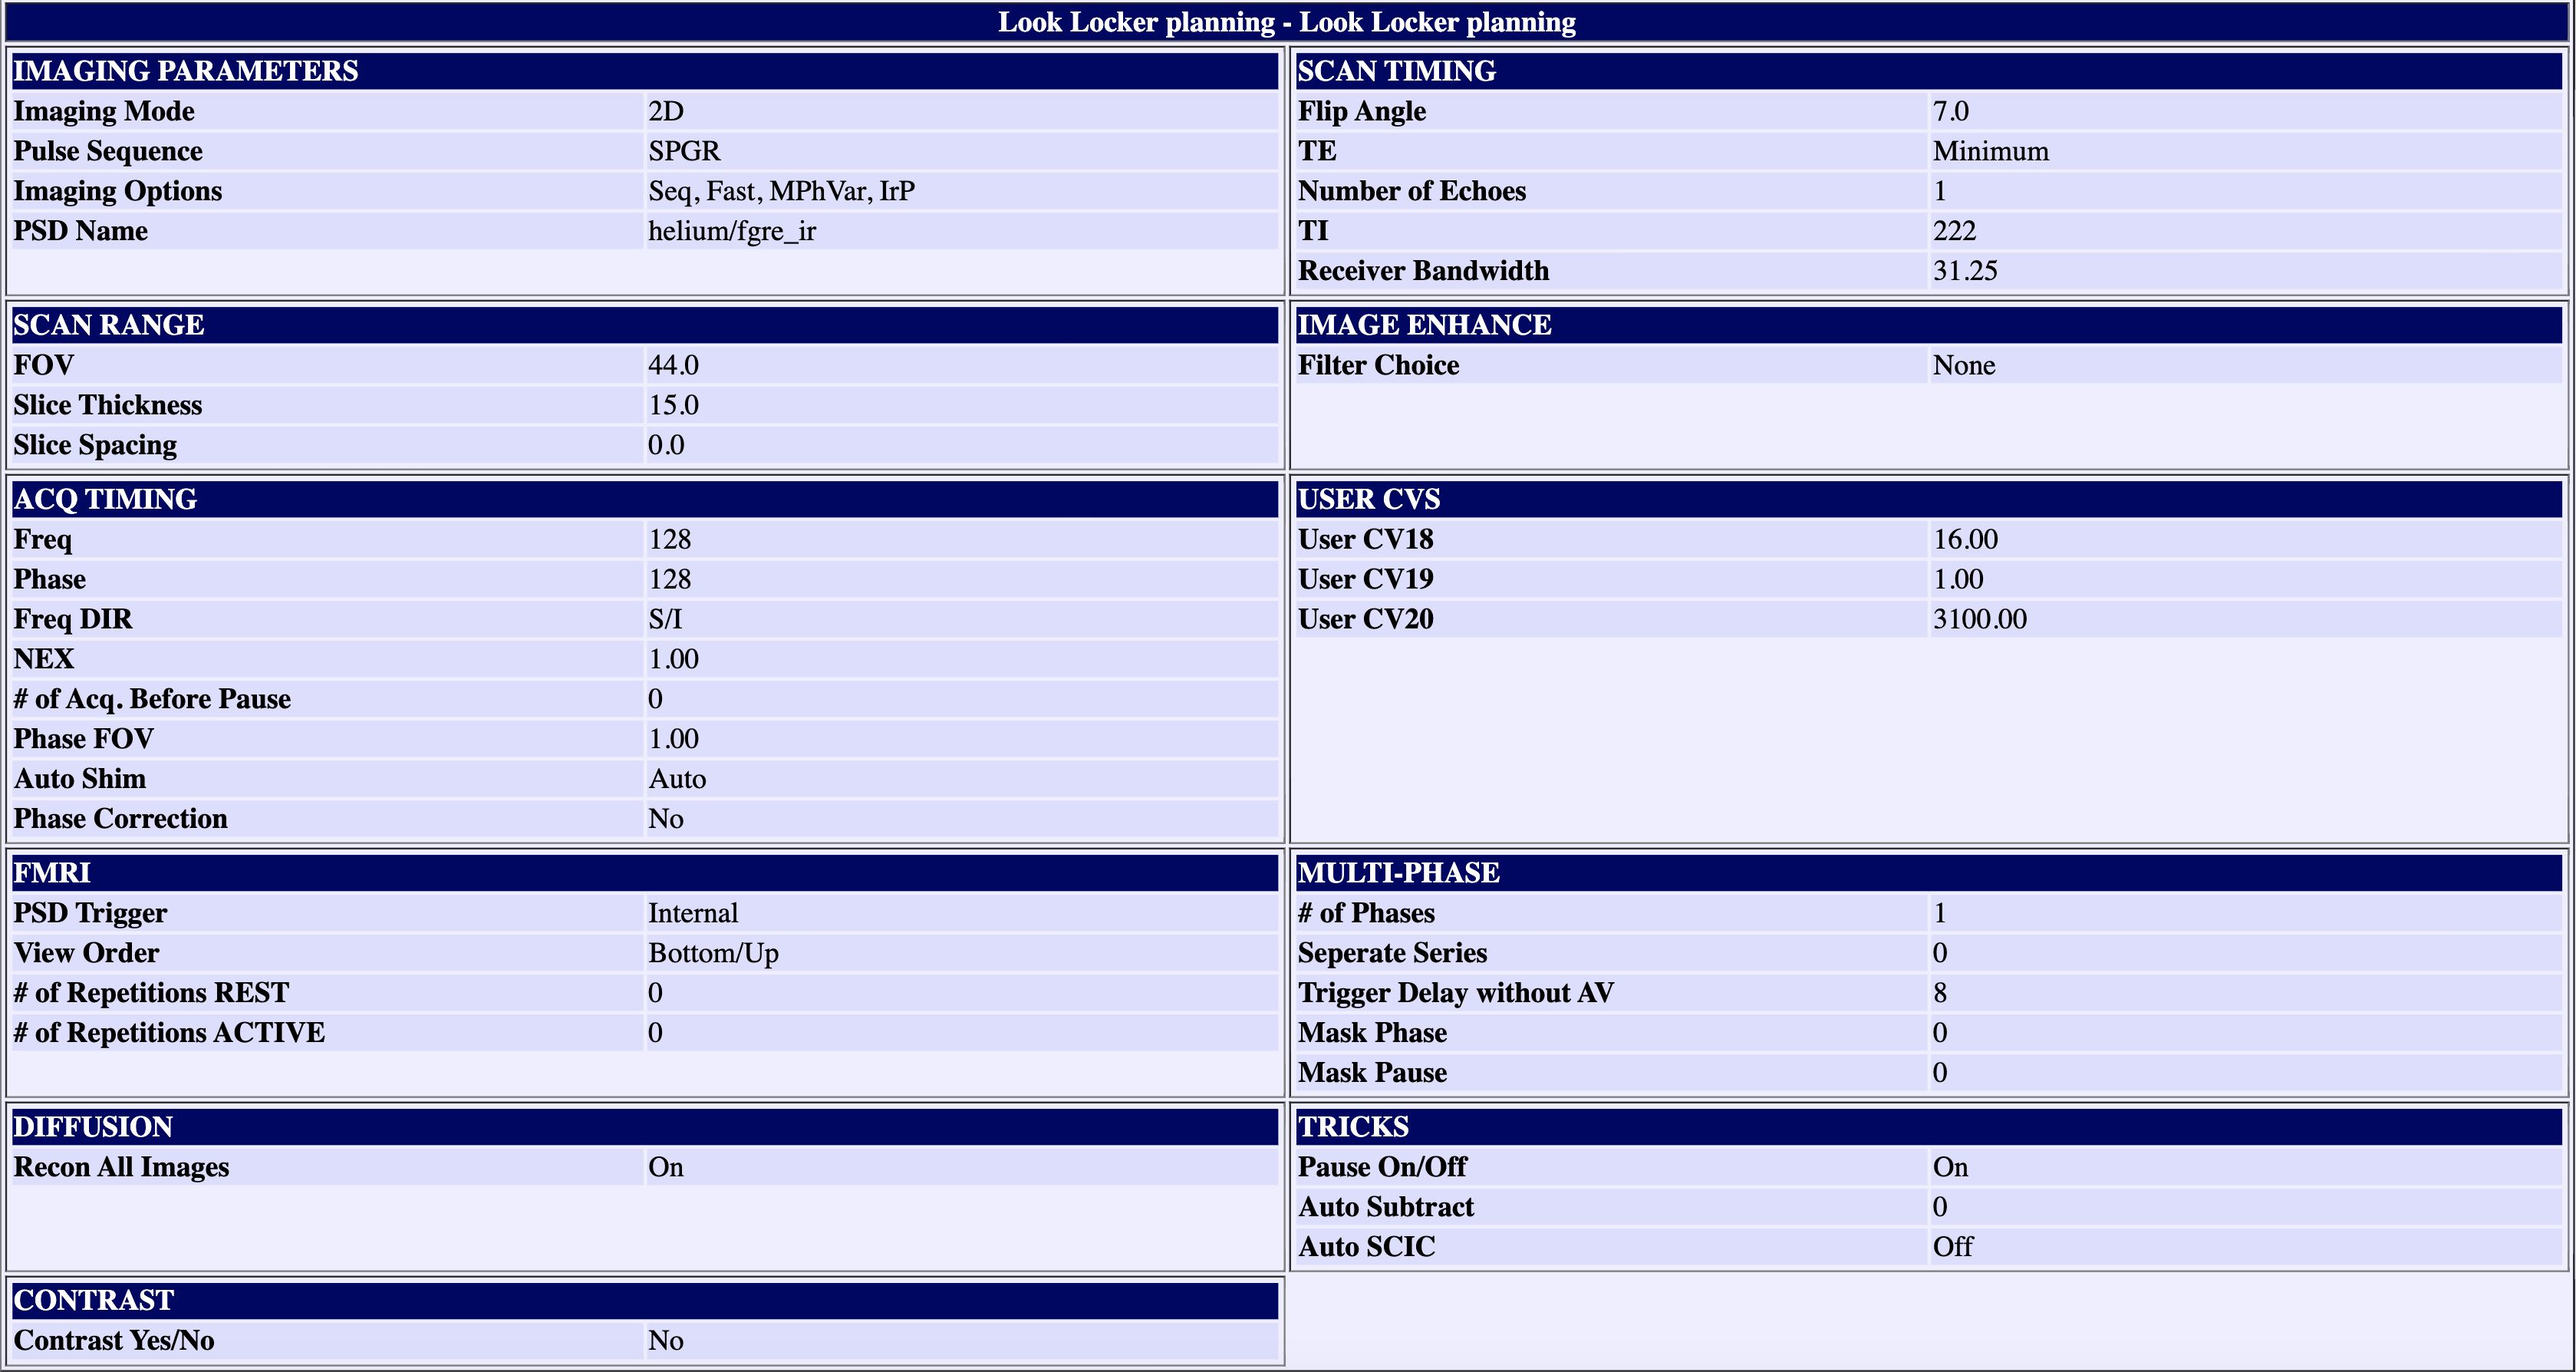 Look Locker planning - Look Locker planning
IMAGING PARAMETERS
Imaging Mode 2D
Pulse Sequence SPGR
Imaging Options Seq, Fast, MPhVar, IrP
PSD Name helium/fgre_ir
SCAN TIMING
Flip Angle 7.0
TE Minimum
Number of Echoes 1
TI 222
Receiver Bandwidth 31.25
SCAN RANGE
FOV 44.0
Slice Thickness 15.0
Slice Spacing 0.0
IMAGE ENHANCE
Filter Choice None
ACQ TIMING
Freq 128
Phase 128
Freq DIR S/I
NEX 1.00
# of Acq. Before Pause 0
Phase FOV 1.00
Auto Shim Auto
Phase Correction No
USER CVS
User CV18 16.00
User CV19 1.00
User CV20 3100.00
FMRI
PSD Trigger Internal
View Order Bottom/Up
# of Repetitions REST 0
# of Repetitions ACTIVE 0
MULTI-PHASE
# of Phases 1
Seperate Series 0
Trigger Delay without AV 8
Mask Phase 0
Mask Pause 0
DIFFUSION
Recon All Images On
TRICKS
Pause On/Off On
Auto Subtract 0
Auto SCIC Off
CONTRAST
Contrast Yes/No No